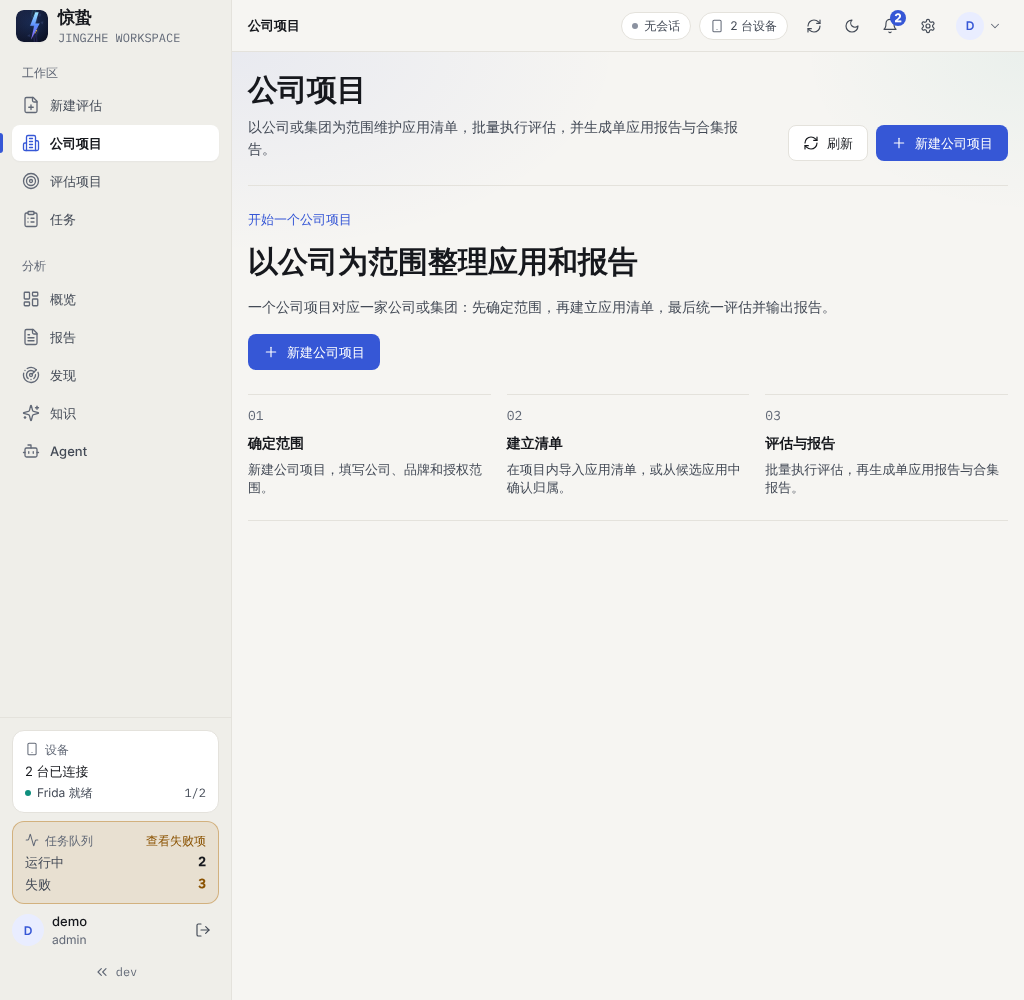 惊蛰
JINGZHE WORKSPACE
工作区
新建评估
公司项目
评估项目
任务
分析
概览
报告
发现
知识
Agent
设备
2 台已连接
Frida 就绪 1/2
任务队列 查看失败项
运行中 2
失败 3
D demo
admin
dev
公司项目
无会话
2 台设备
2
D
公司项目
以公司或集团为范围维护应用清单，批量执行评估，并生成单应用报告与合集报
告。
刷新
新建公司项目
开始一个公司项目
以公司为范围整理应用和报告
一个公司项目对应一家公司或集团：先确定范围，再建立应用清单，最后统一评估并输出报告。
新建公司项目
01
确定范围
新建公司项目，填写公司、品牌和授权范
围。
02
建立清单
在项目内导入应用清单，或从候选应用中
确认归属。
03
评估与报告
批量执行评估，再生成单应用报告与合集
报告。